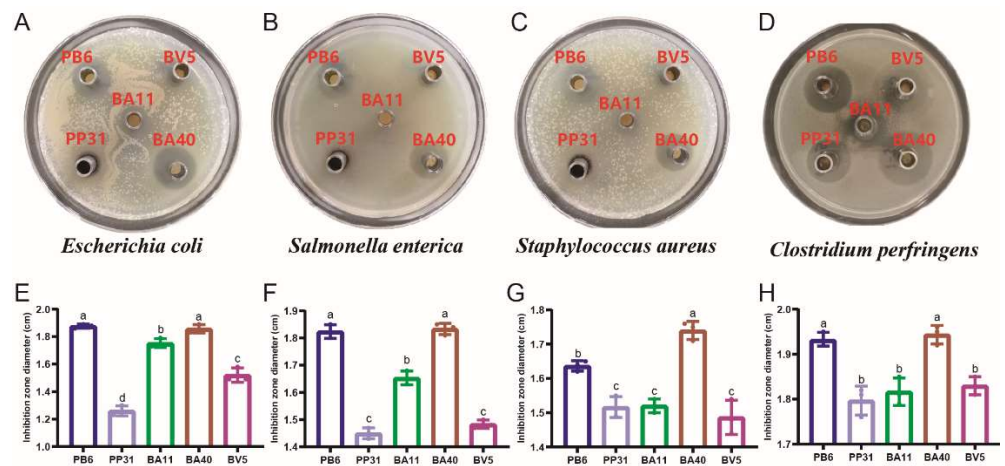 A
B
C
D
PB6
BV5
BA11
PP31
BA40
PB6
BV5
BA11
PP31
BA40
PB6
BV5
BA11
PP31
BA40
PB6
BV5
BA11
PP31
BA40
Escherichia coli
Salmonella enterica
Staphylococcus aureus
Clostridium perfringens
E
Inhibition zone diameter (cm)
2.0
1.8
1.6
1.4
1.2
1.0
a
d
b
a
c
PB6 PP31 BA11 BA40 BV5
F
Inhibition zone diameter (cm)
1.9
1.8
1.7
1.6
1.5
1.4
a
c
b
a
c
PB6 PP31 BA11 BA40 BV5
G
Inhibition zone diameter (cm)
1.8
1.7
1.6
1.5
1.4
b
c
c
a
c
PB6 PP31 BA11 BA40 BV5
H
Inhibition zone diameter (cm)
2.0
1.9
1.8
1.7
a
b
b
a
b
PB6 PP31 BA11 BA40 BV5